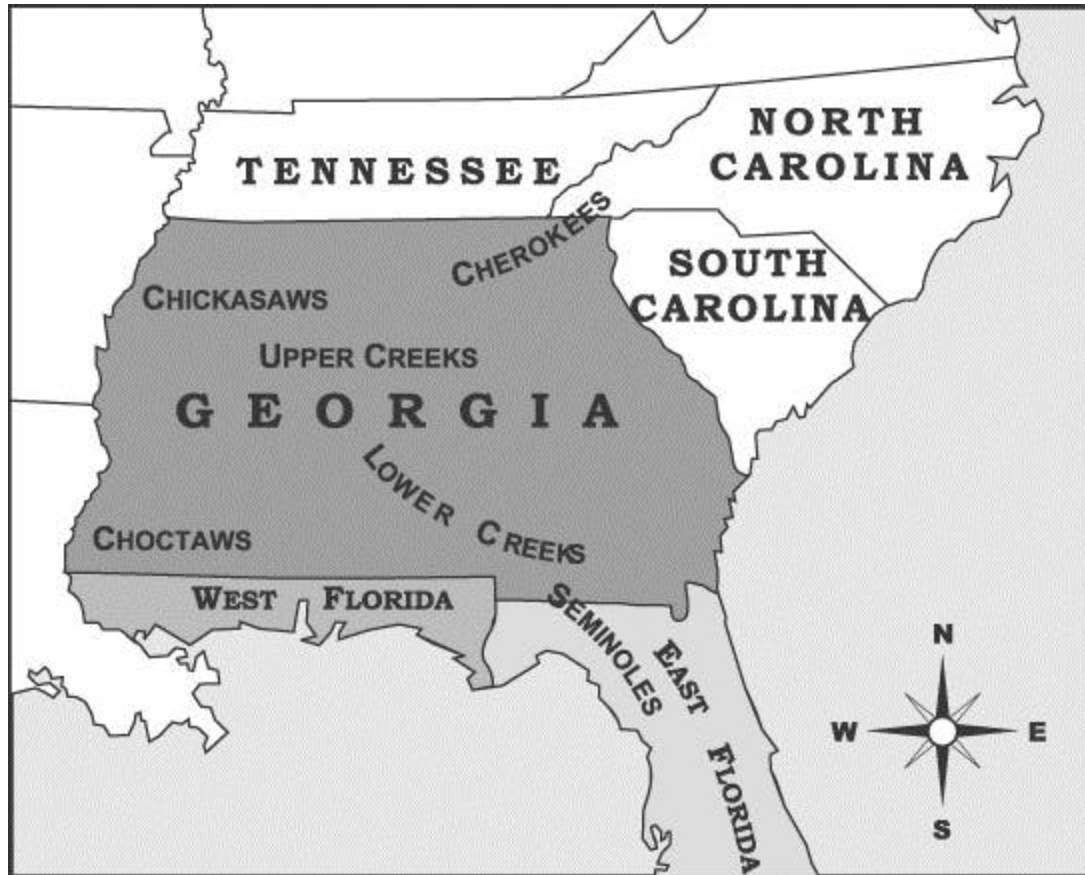 NORTH
CAROLINA
TENNESSEE
CHEROKEES
SOUTH
CAROLINA
CHICKASAWS
UPPER CREEKS
GEORGIA
LOWER CREEKS
CHOCTAWS
WEST FLORIDA
SEMINOLES
EAST FLORIDA
N
W E
S